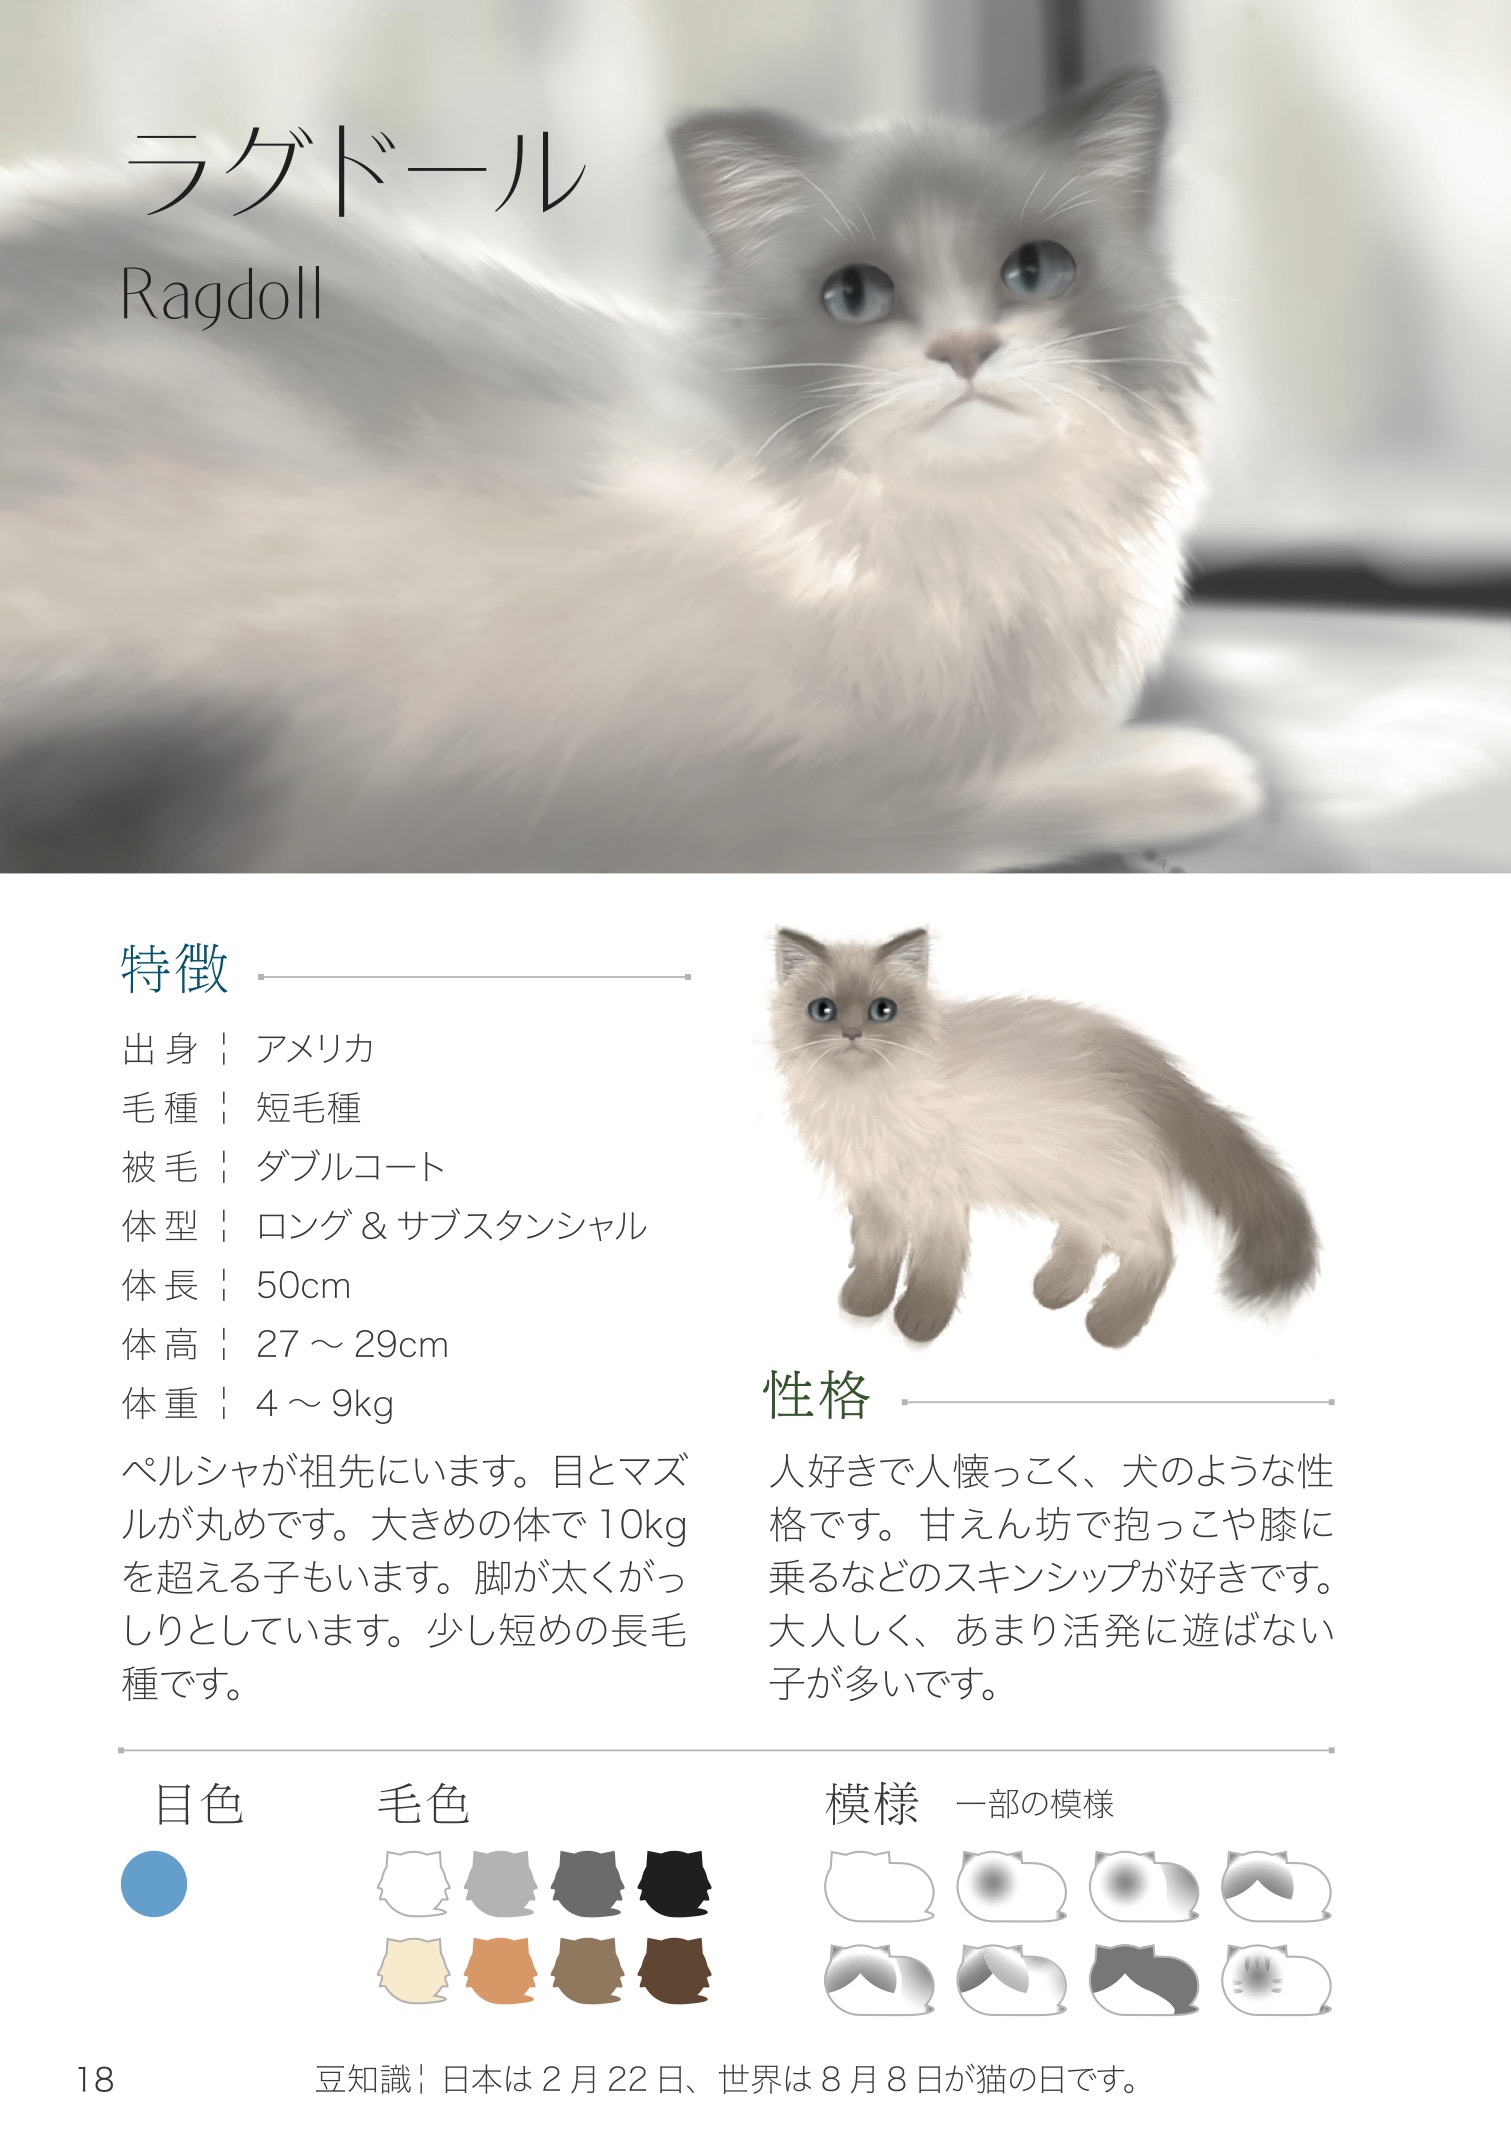 ラグドール
Ragdoll
特徴
出身 ¦ アメリカ
毛種 ¦ 短毛種
被毛 ¦ ダブルコート
体型 ¦ ロング & サブスタンシャル
体長 ¦ 50cm
体高 ¦ 27 〜 29cm
体重 ¦ 4 〜 9kg
ペルシャが祖先にいます。目とマズ
ルが丸めです。大きめの体で 10kg
を超える子もいます。脚が太くがっ
しりとしています。少し短めの長毛
種です。
性格
人好きで人懐っこく、犬のような性
格です。甘えん坊で抱っこや膝に
乗るなどのスキンシップが好きです。
大人しく、あまり活発に遊ばない
子が多いです。
目色
毛色
模様 一部の模様
18
豆知識¦ 日本は 2 月 22 日、世界は 8 月 8 日が猫の日です。